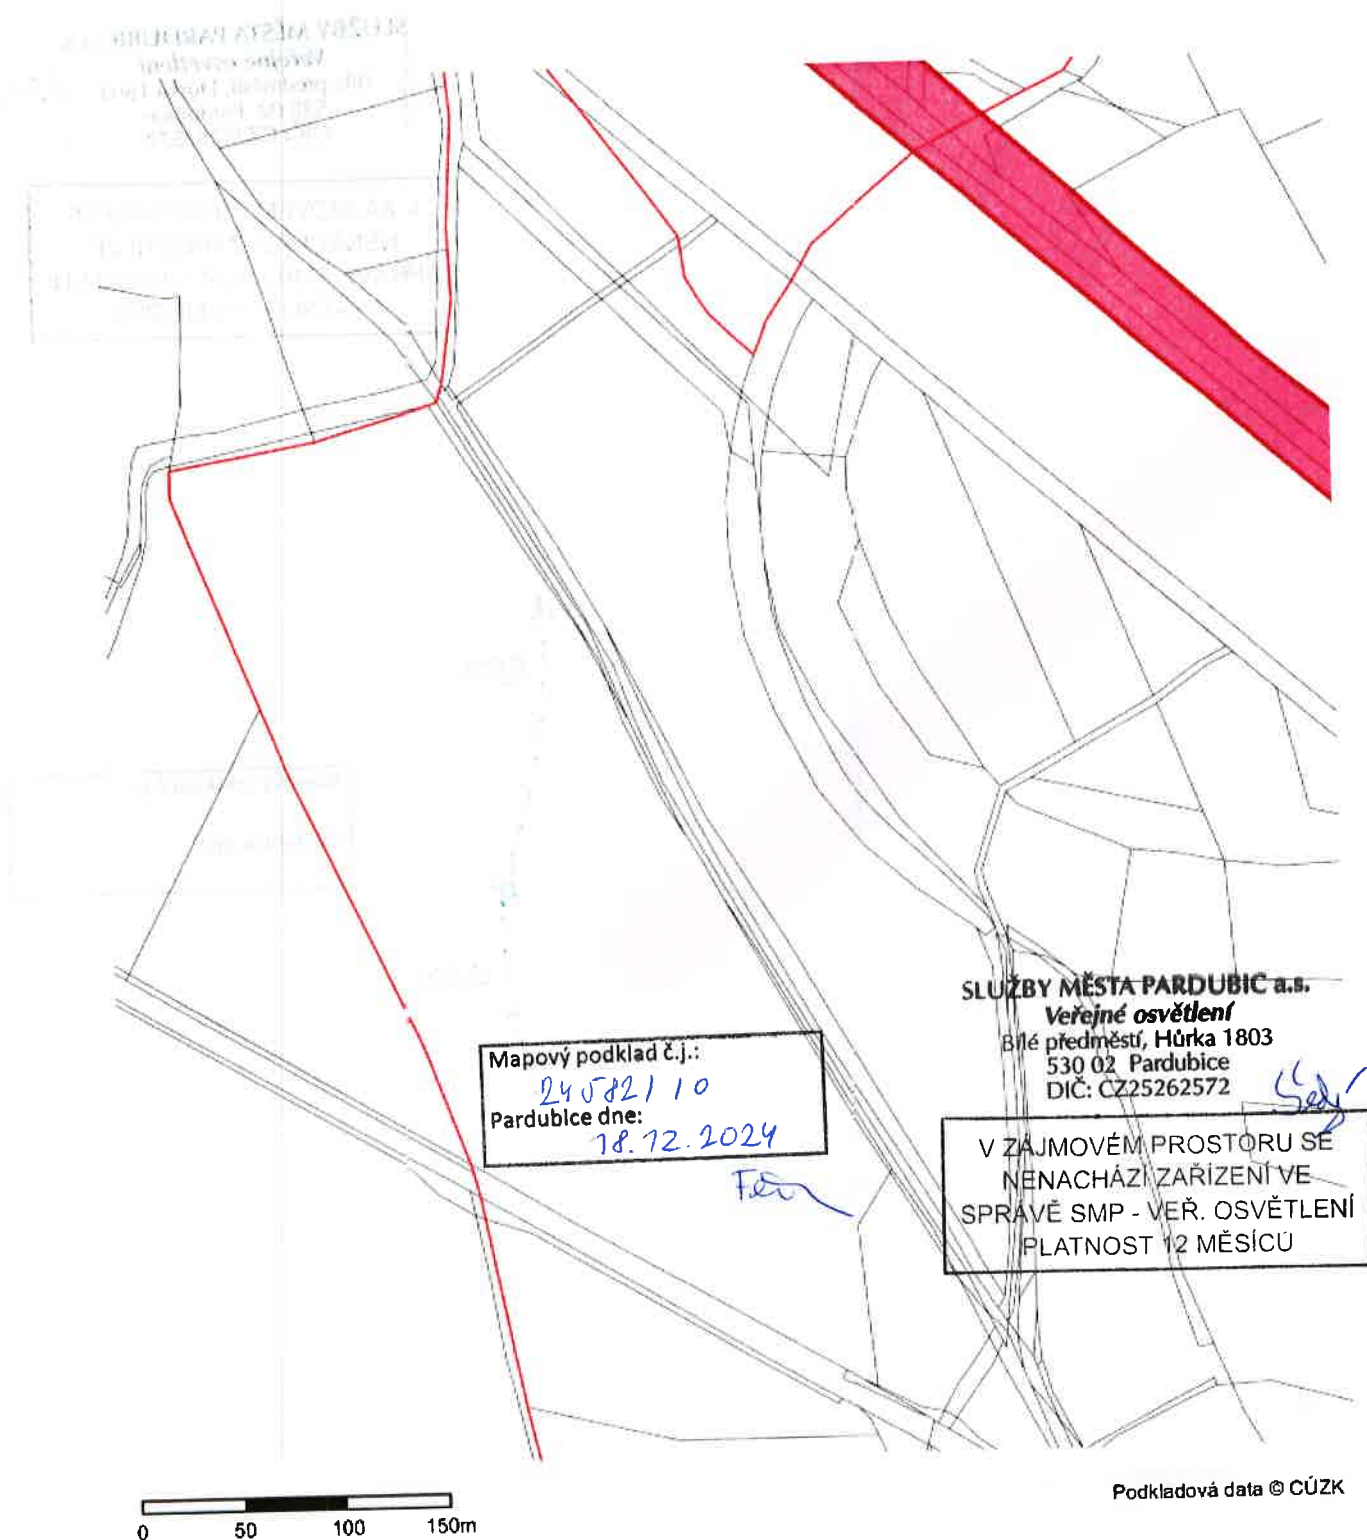 SLUŽBY MĚSTA PARDUBIC a.s.
Veřejné osvětlení
Bílé předměstí, Hůrka 1803
530 02 Pardubice
DIČ: CZ25262572
Mapový podklad č.j.:
24582/10
Pardubice dne:
18.12.2024
V ZÁJMOVÉM PROSTORU SE
NENACHÁZÍ ZAŘÍZENÍ VE
SPRÁVĚ SMP - VEŘ. OSVĚTLENÍ
PLATNOST 12 MĚSÍCŮ
Podkladová data © ČÚZK
0 50 100 150m